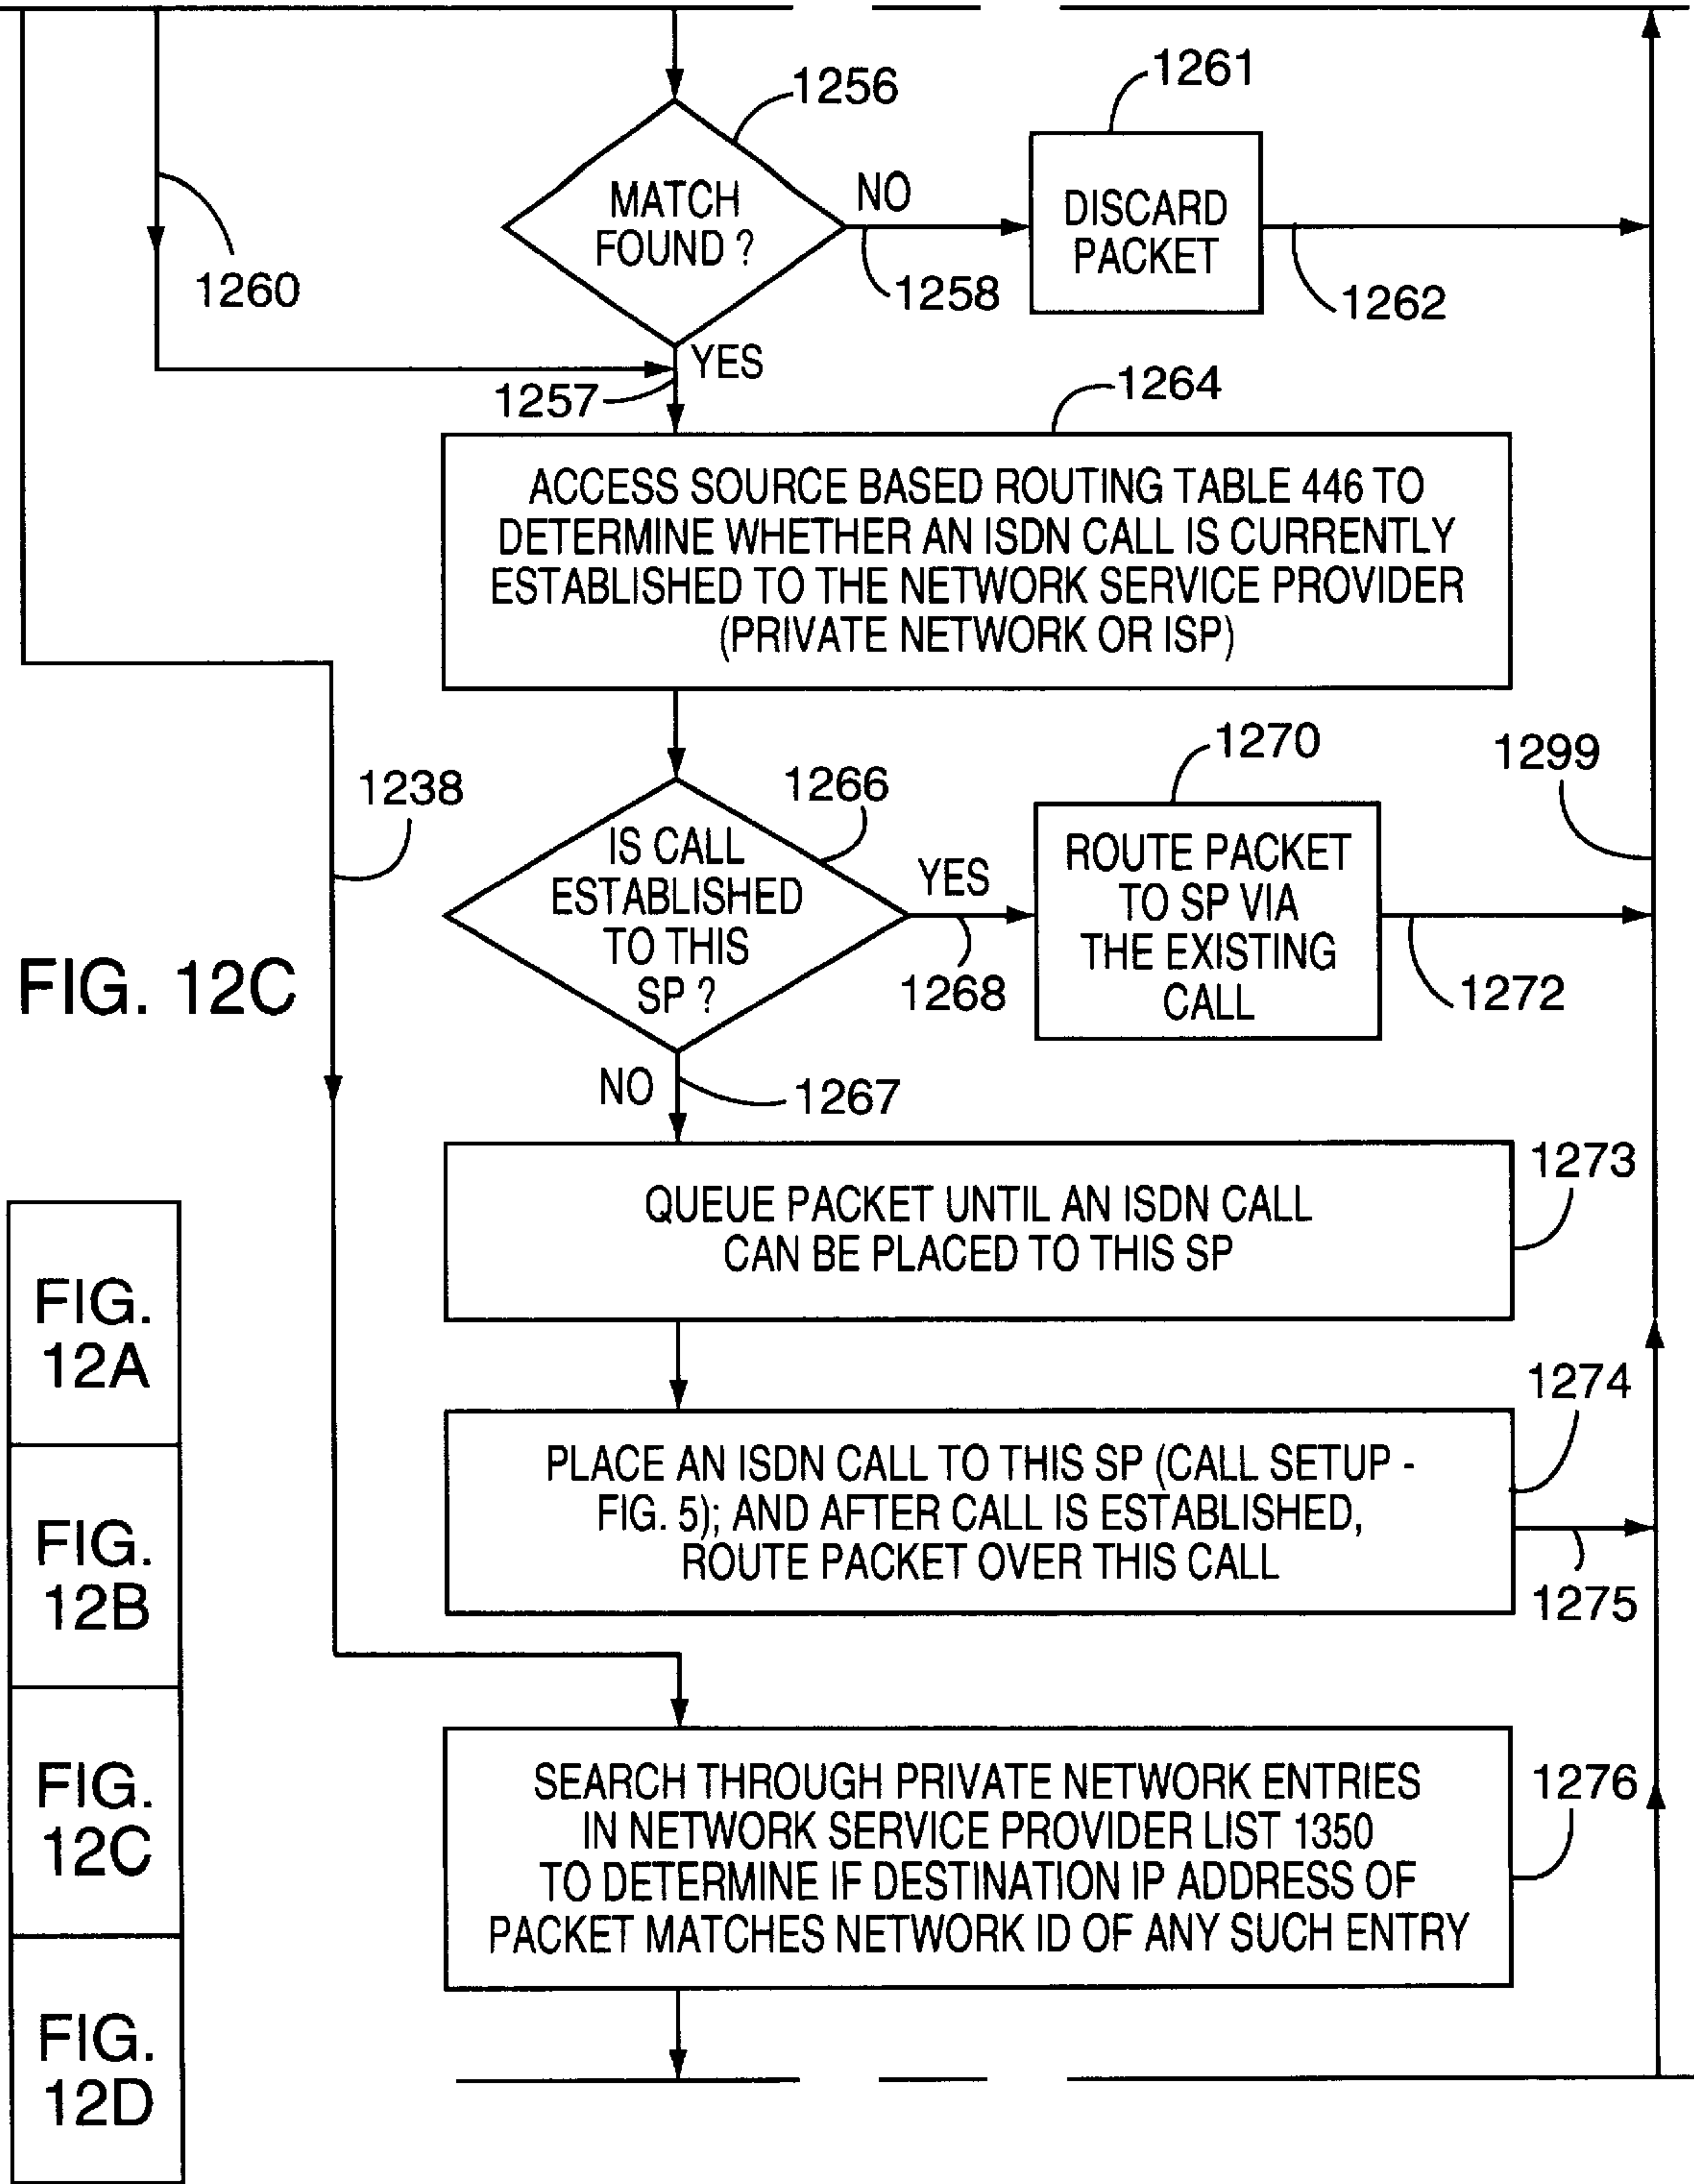 1256
1261
MATCH
FOUND ?
NO
DISCARD
PACKET
1260
1258
1262
YES
1257
1264
ACCESS SOURCE BASED ROUTING TABLE 446 TO
DETERMINE WHETHER AN ISDN CALL IS CURRENTLY
ESTABLISHED TO THE NETWORK SERVICE PROVIDER
(PRIVATE NETWORK OR ISP)
1238
1266
1270
1299
IS CALL
ESTABLISHED
TO THIS
SP ?
YES
ROUTE PACKET
TO SP VIA
THE EXISTING
CALL
FIG. 12C
1268
1272
NO
1267
1273
QUEUE PACKET UNTIL AN ISDN CALL
CAN BE PLACED TO THIS SP
1274
PLACE AN ISDN CALL TO THIS SP (CALL SETUP -
FIG. 5); AND AFTER CALL IS ESTABLISHED,
ROUTE PACKET OVER THIS CALL
1275
SEARCH THROUGH PRIVATE NETWORK ENTRIES
IN NETWORK SERVICE PROVIDER LIST 1350
TO DETERMINE IF DESTINATION IP ADDRESS OF
PACKET MATCHES NETWORK ID OF ANY SUCH ENTRY
1276
FIG.
12A
FIG.
12B
FIG.
12C
FIG.
12D